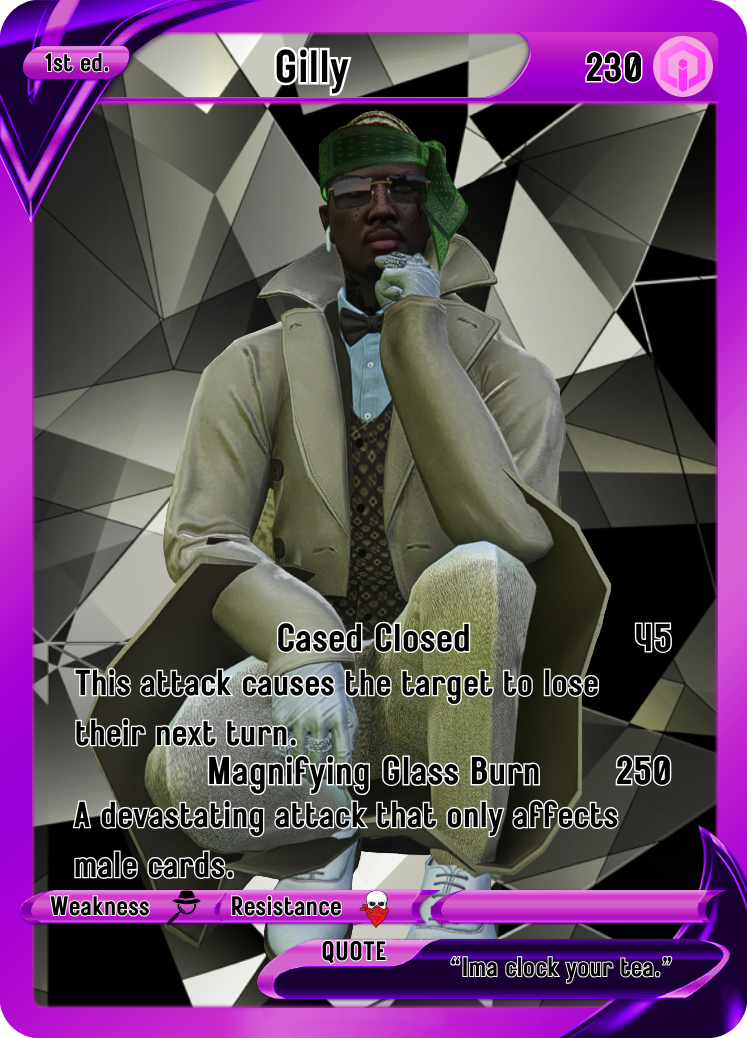 1st ed.
Gilly
230
Cased Closed 45
This attack causes the target to lose
their next turn.
Magnifying Glass Burn 250
A devastating attack that only affects
male cards.
Weakness Resistance
QUOTE
“Ima clock your tea.”